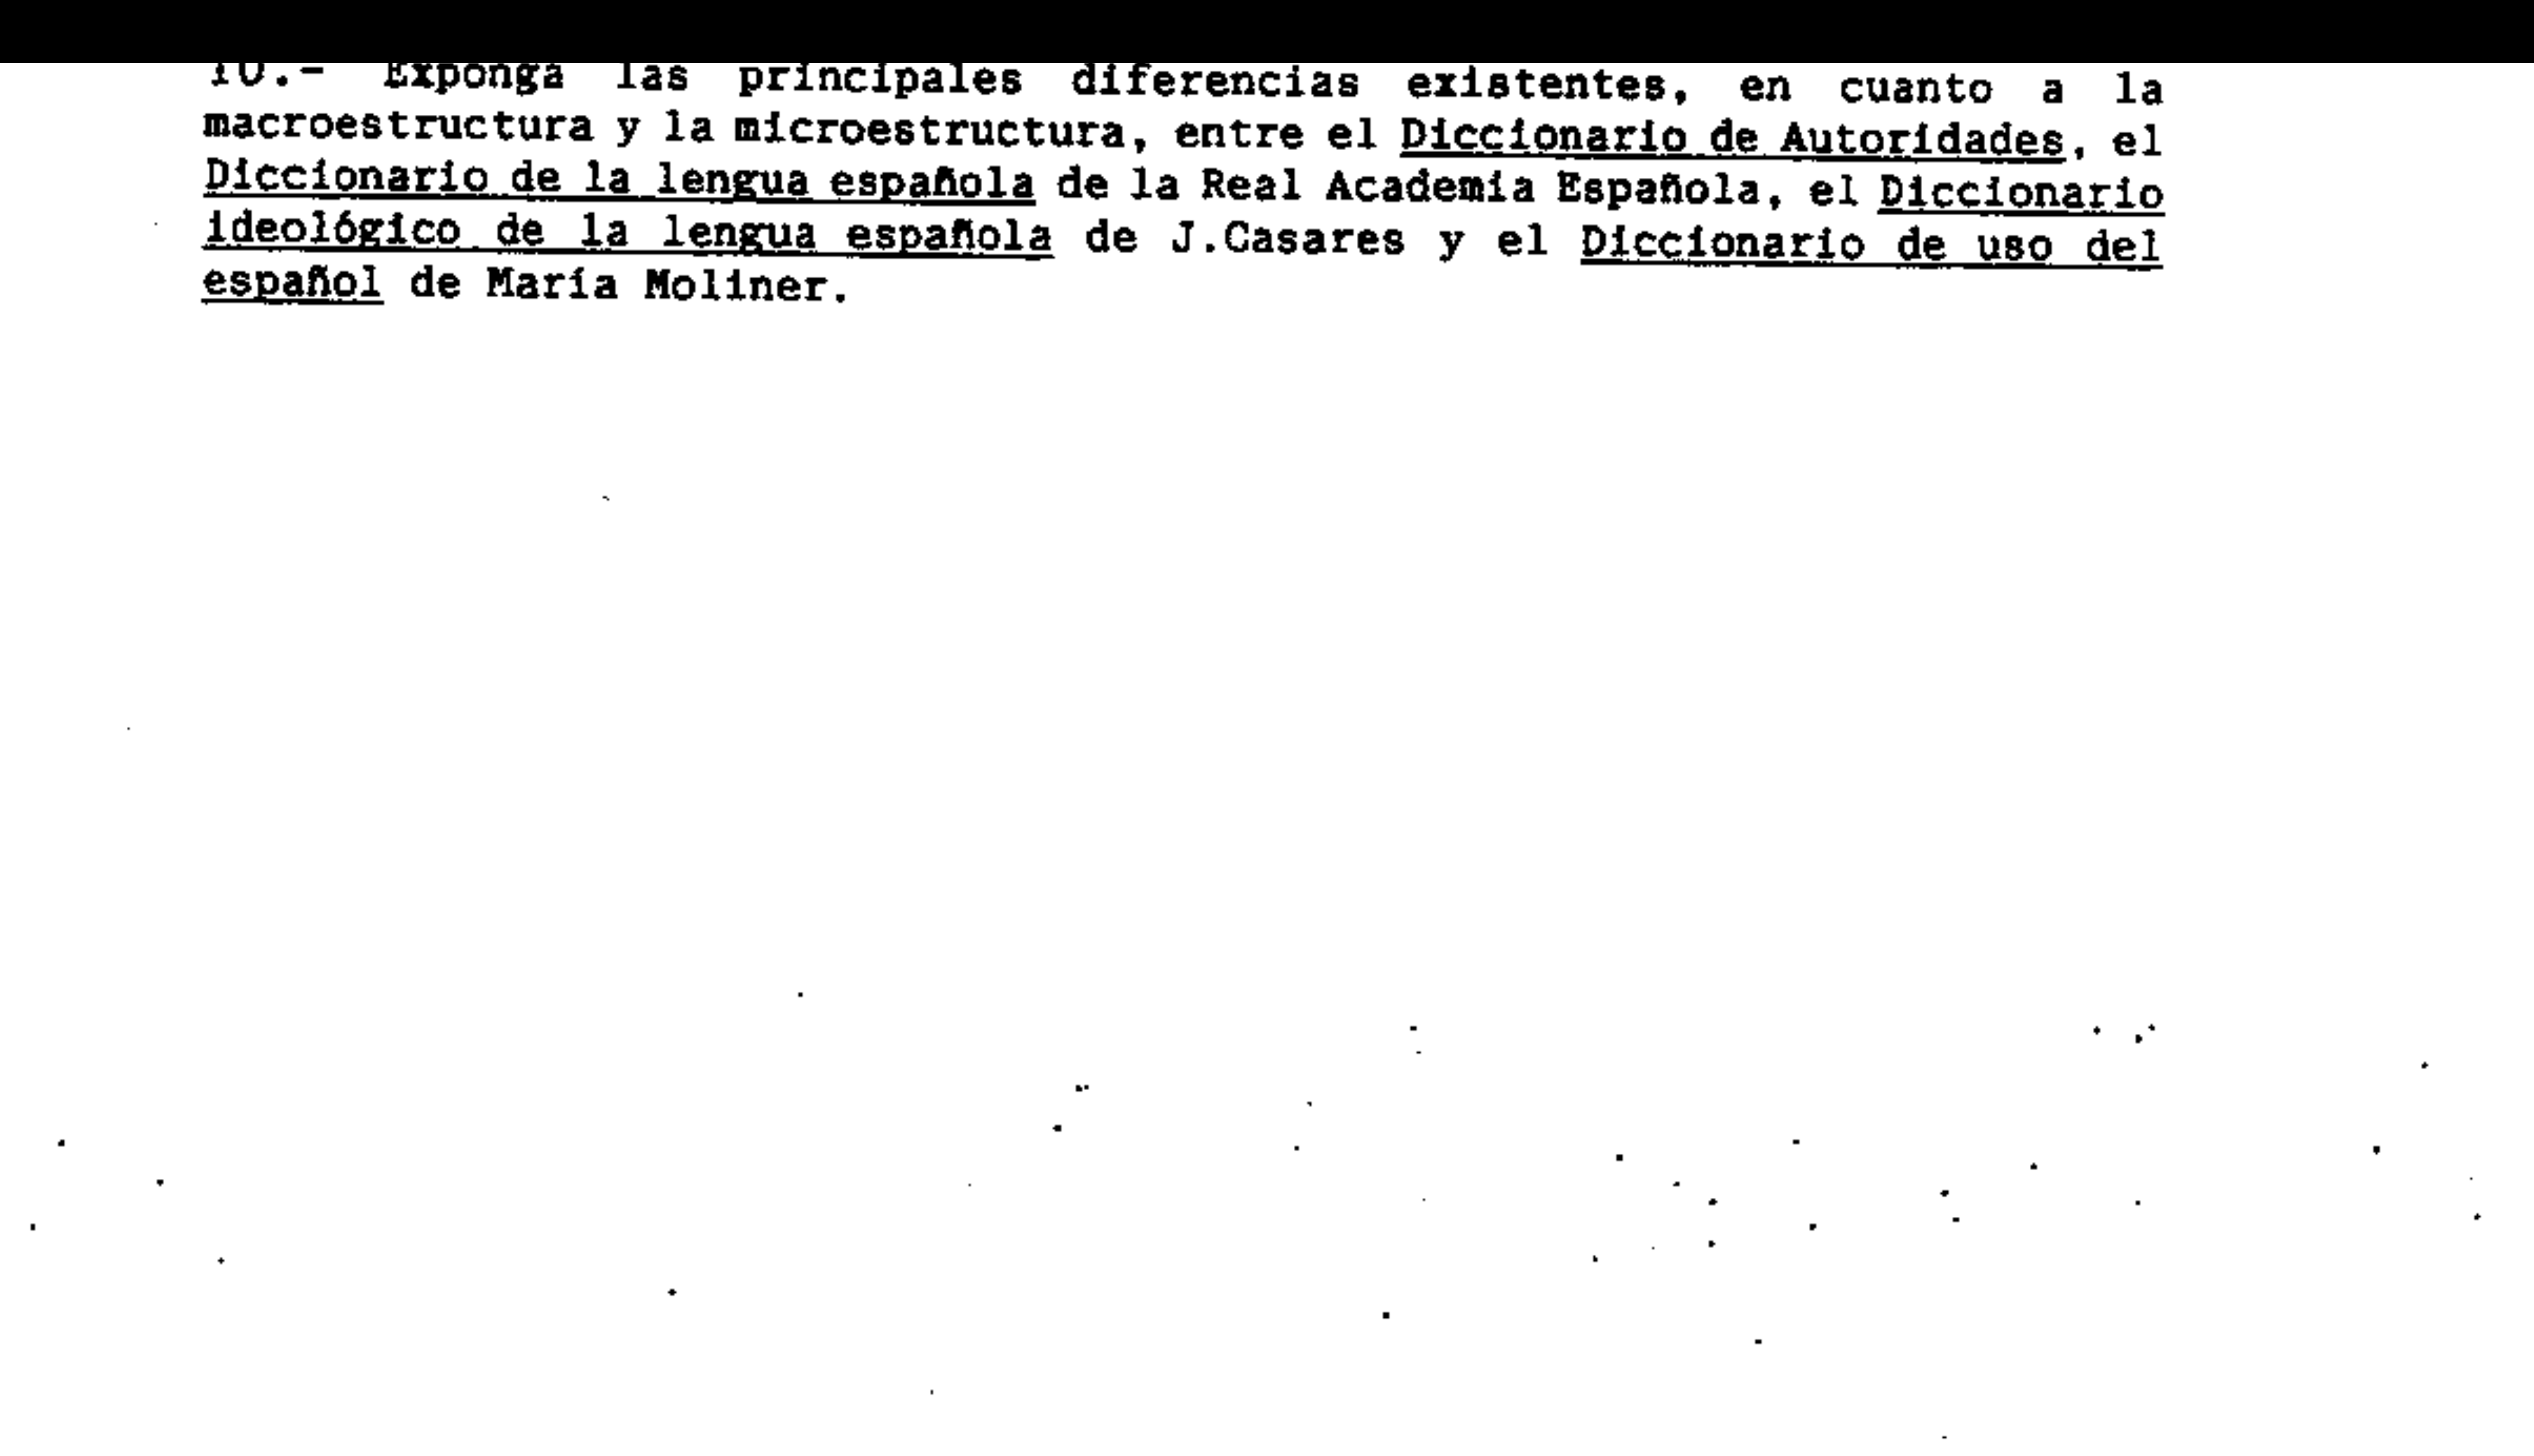 10.- Exponga las principales diferencias existentes, en cuanto a la
macroestructura y la microestructura, entre el Diccionario de Autoridades, el
Diccionario de la lengua española de la Real Academia Española, el Diccionario
ideológico de la lengua española de J.Casares y el Diccionario de uso del
español de María Moliner.